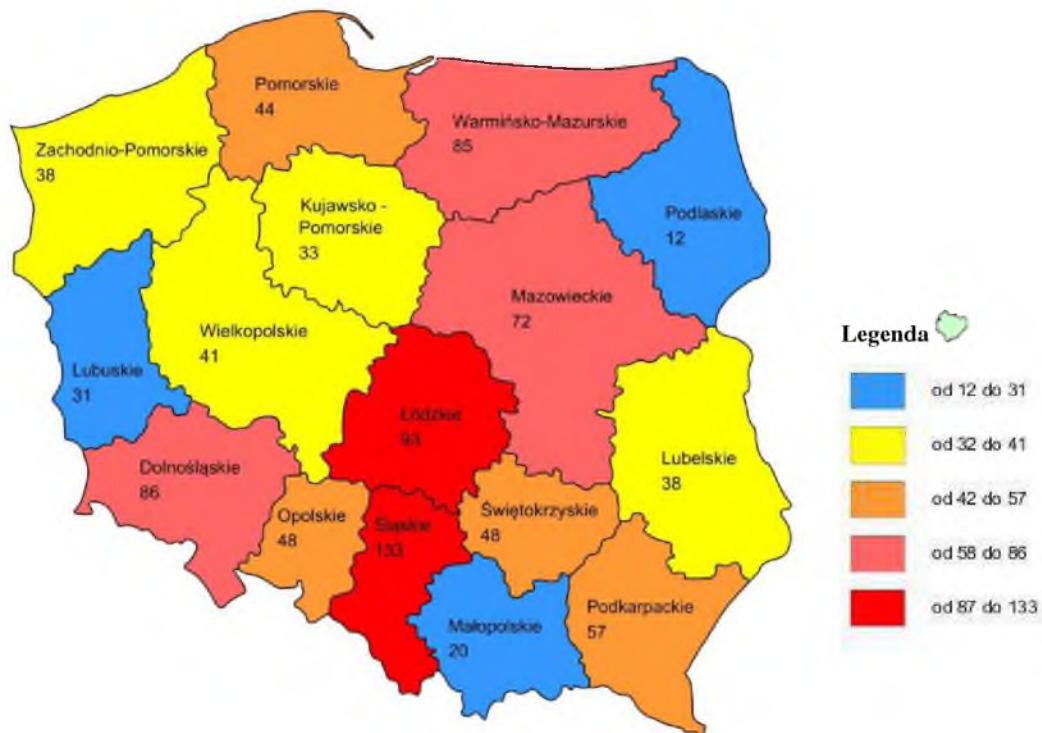 Pomorskie
44
Warmińsko-Mazurskie
85
Zachodnio-Pomorskie
38
Kujawsko -
Pomorskie
33
Podlaskie
12
Mazowieckie
72
Wielkopolskie
41
Lubuskie
31
Łódzkie
93
Dolnośląskie
86
Lubelskie
38
Opolskie
48
Śląskie
133
Świętokrzyskie
48
Małopolskie
20
Podkarpackie
57
Legenda
od 12 do 31
od 32 do 41
od 42 do 57
od 58 do 86
od 87 do 133